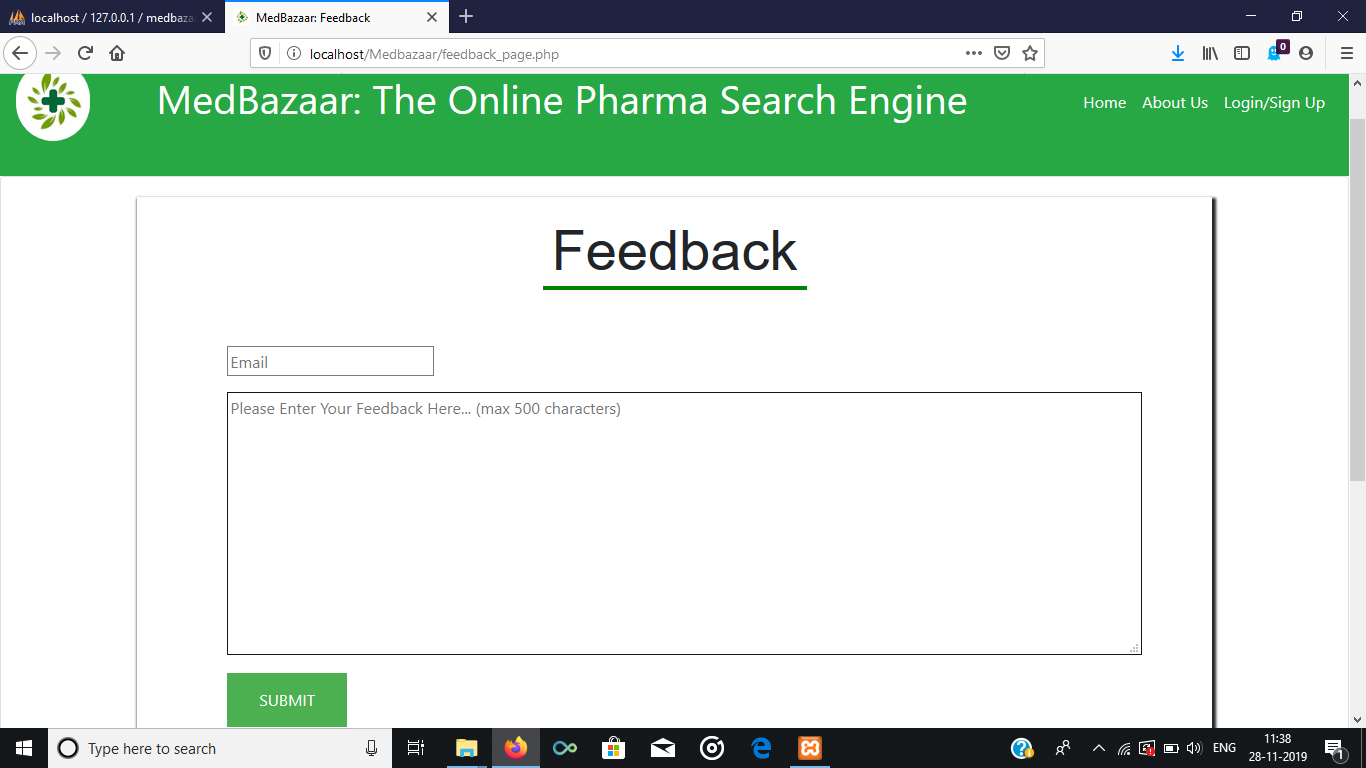 localhost / 127.0.0.1 / medbaza
MedBazaar: Feedback
localhost/Medbazaar/feedback_page.php
0
MedBazaar: The Online Pharma Search Engine
Home About Us Login/Sign Up
Feedback
Email
Please Enter Your Feedback Here... (max 500 characters)
SUBMIT
Type here to search
ENG
11:38
28-11-2019
1